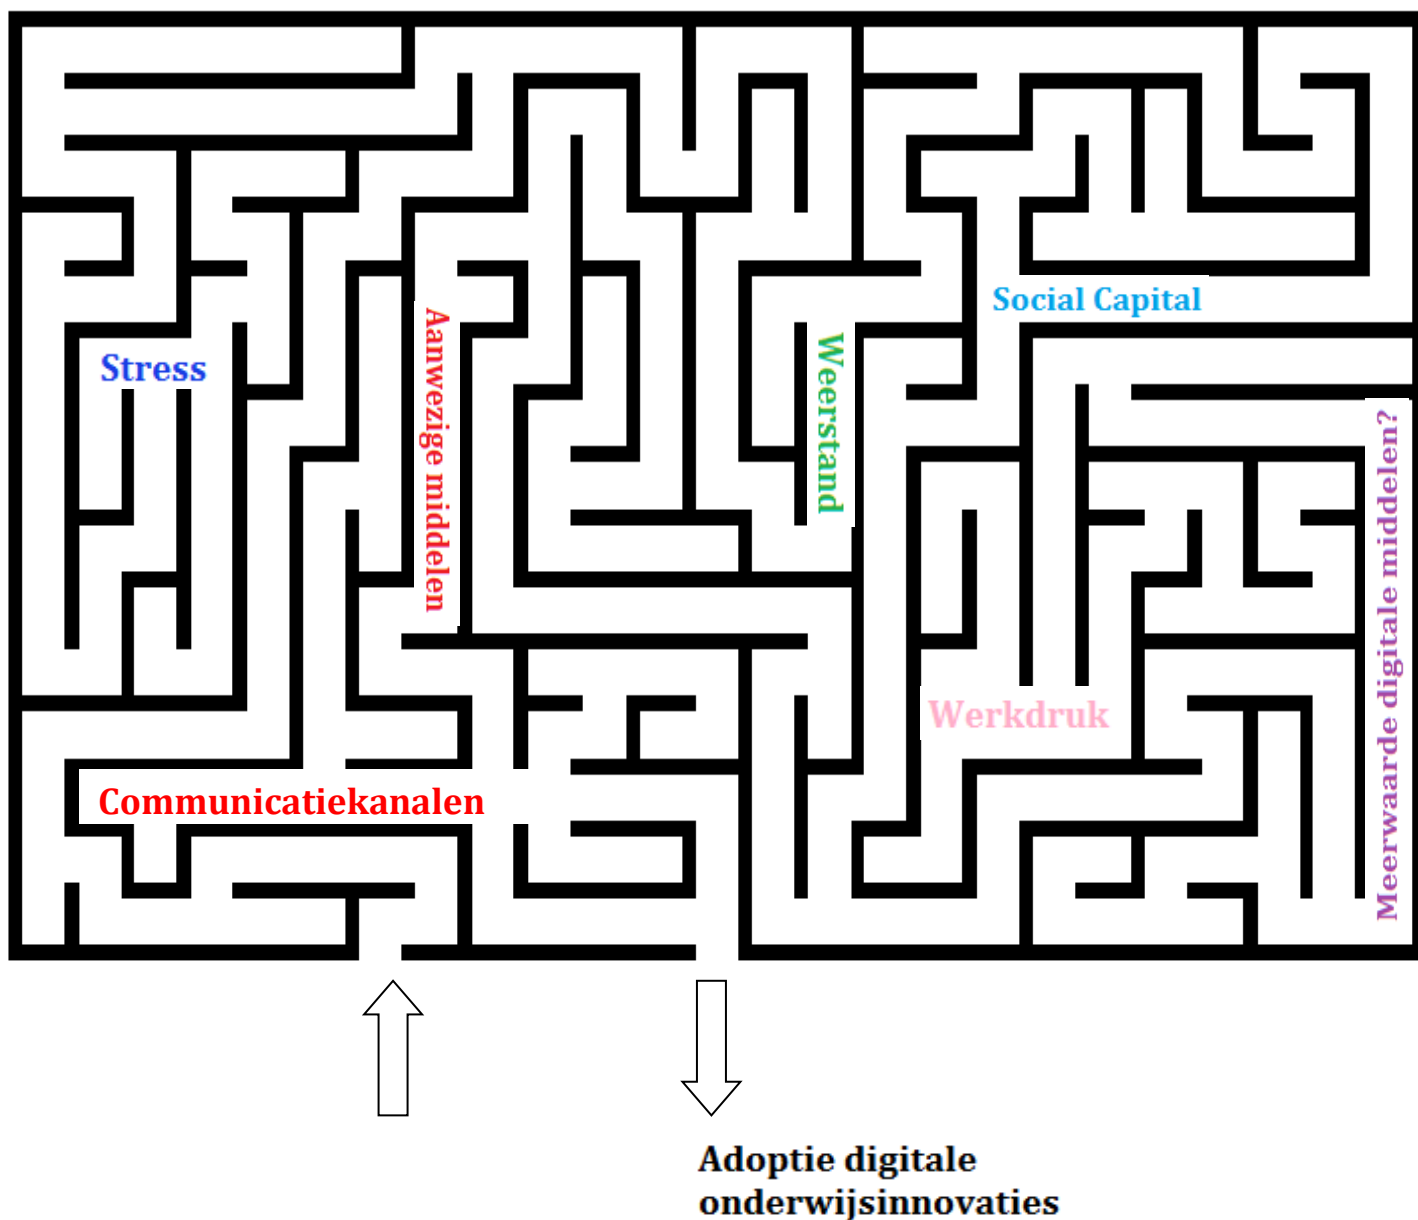 Social Capital
Stress
Aanwezige middelen
Weerstand
Meerwaarde digitale middelen?
Werkdruk
Communicatiekanalen
Adoptie digitale
onderwijsinnovaties